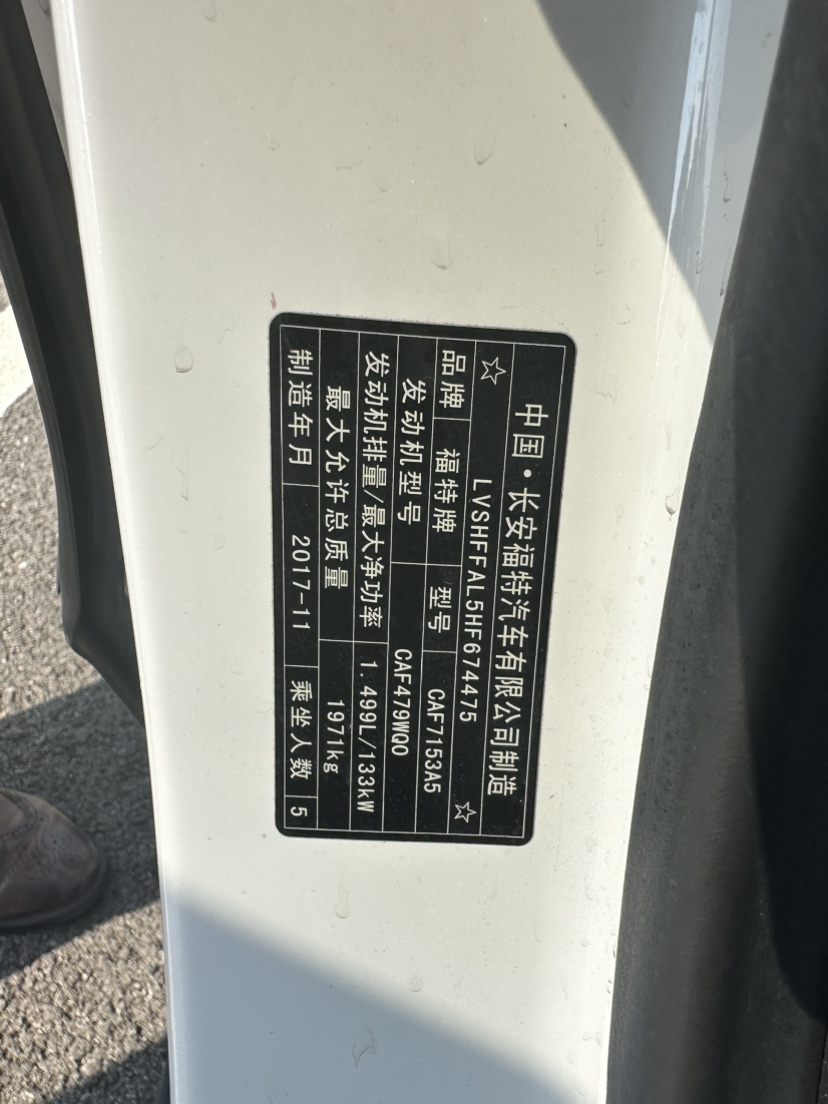 中国·长安福特汽车有限公司制造
☆ LVSHFFAL5HF674475 ☆
品牌 福特牌 型号 CAF7153A5
发动机型号 CAF479WQ0
发动机排量/最大净功率 1.499L/133kW
最大允许总质量 1971kg
制造年月 2017-11 乘坐人数 5